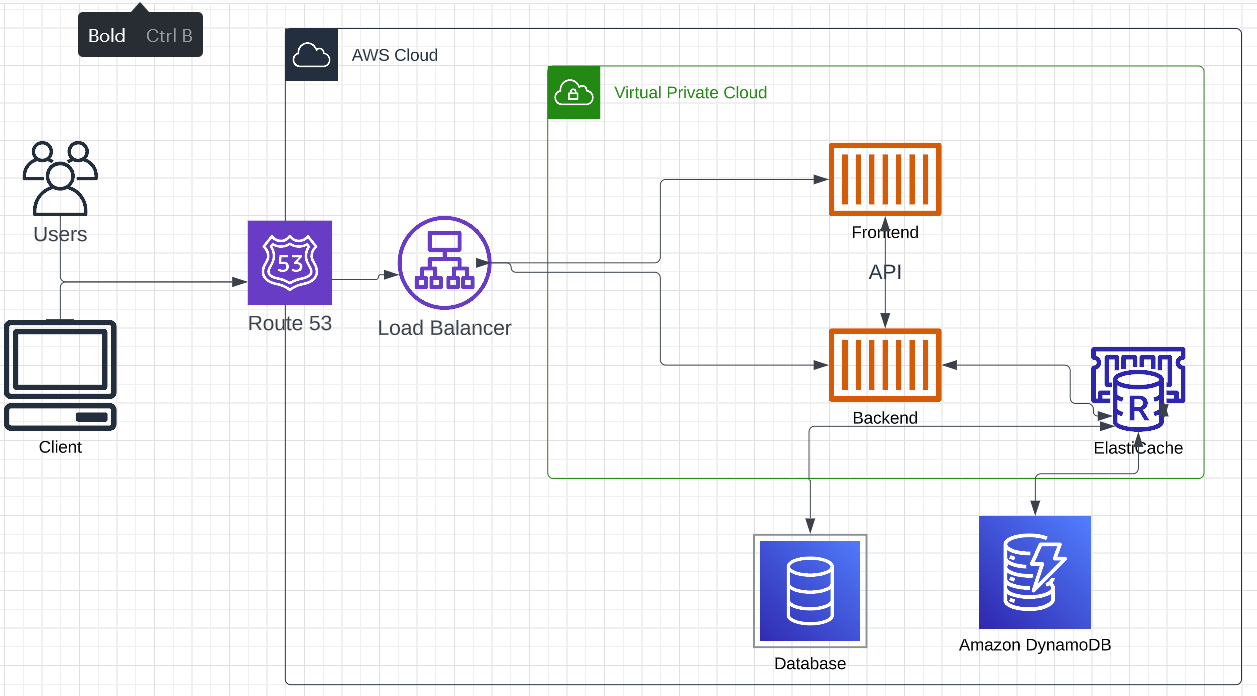 Bold Ctrl B
AWS Cloud
Virtual Private Cloud
Users
53
Route 53
Load Balancer
Frontend
API
Backend
R
ElastiCache
Client
Database
Amazon DynamoDB